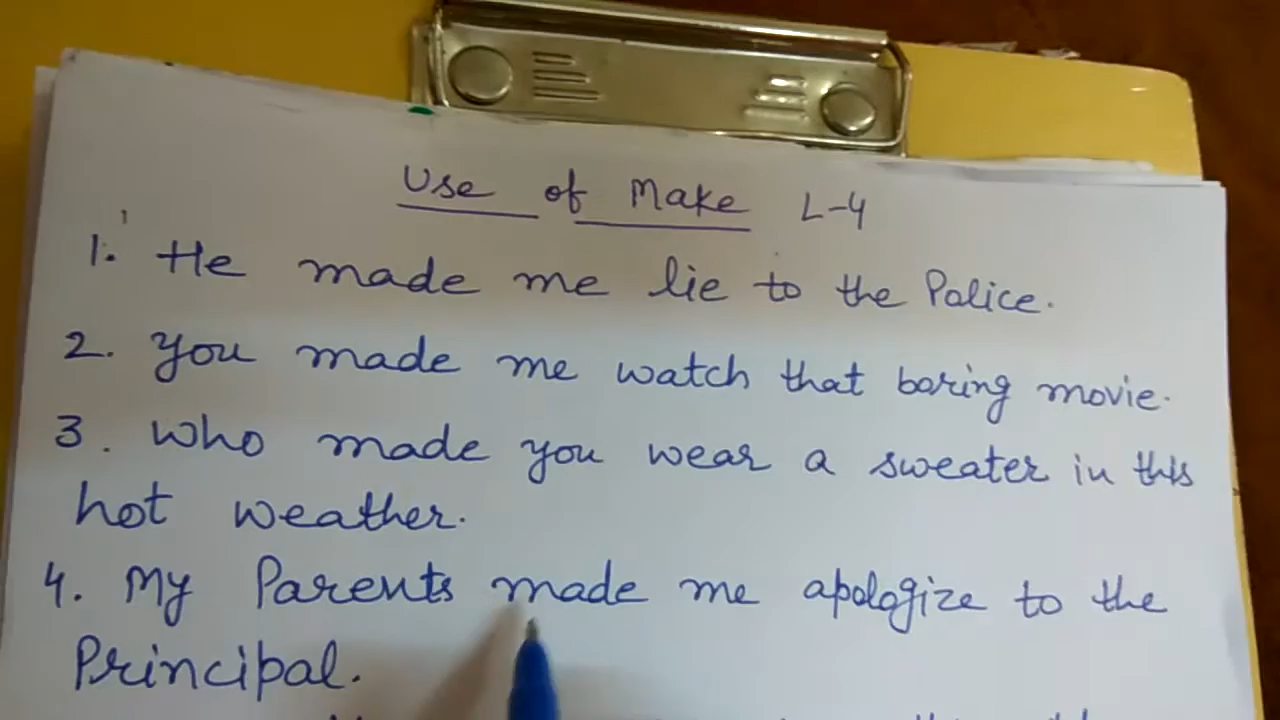 Use of Make L-4
1. He made me lie to the Police.
2. You made me watch that boring movie.
3. Who made you wear a sweater in this
hot weather.
4. My Parents made me apologize to the
Principal.